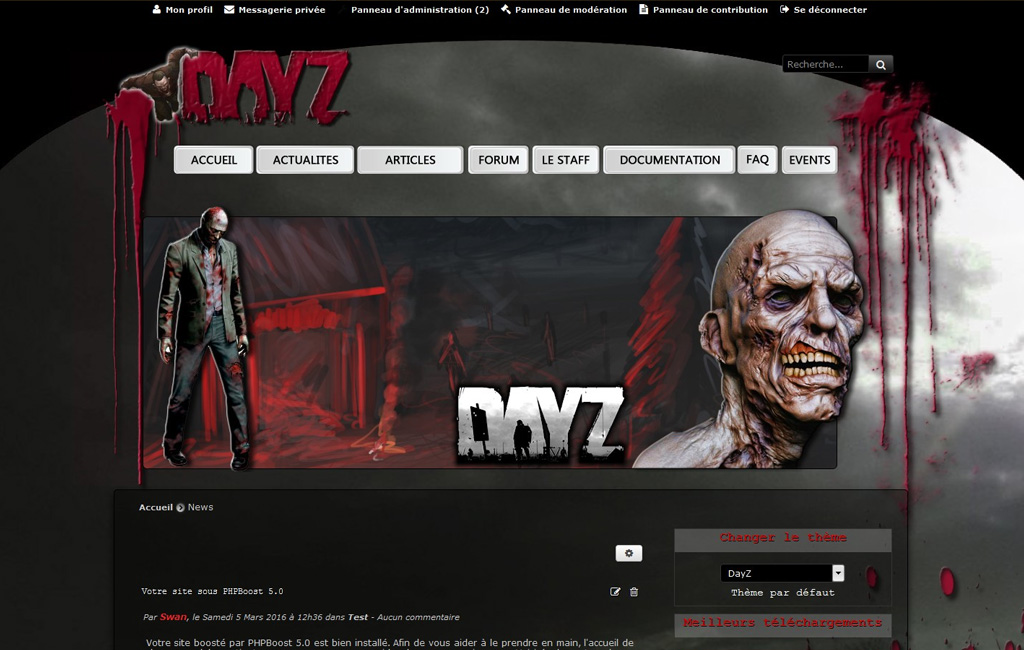 Mon profil Messagerie privée Panneau d'administration (2) Panneau de modération Panneau de contribution Se déconnecter
DAYZ
Recherche...
ACCUEIL ACTUALITES ARTICLES FORUM LE STAFF DOCUMENTATION FAQ EVENTS
DAYZ
Accueil News
Changer le thème
DayZ
Thème par défaut
Votre site sous PHPBoost 5.0
Par Swan, le Samedi 5 Mars 2016 à 12h36 dans Test - Aucun commentaire
Meilleurs téléchargements
Votre site boosté par PHPBoost 5.0 est bien installé. Afin de vous aider à le prendre en main, l'accueil de